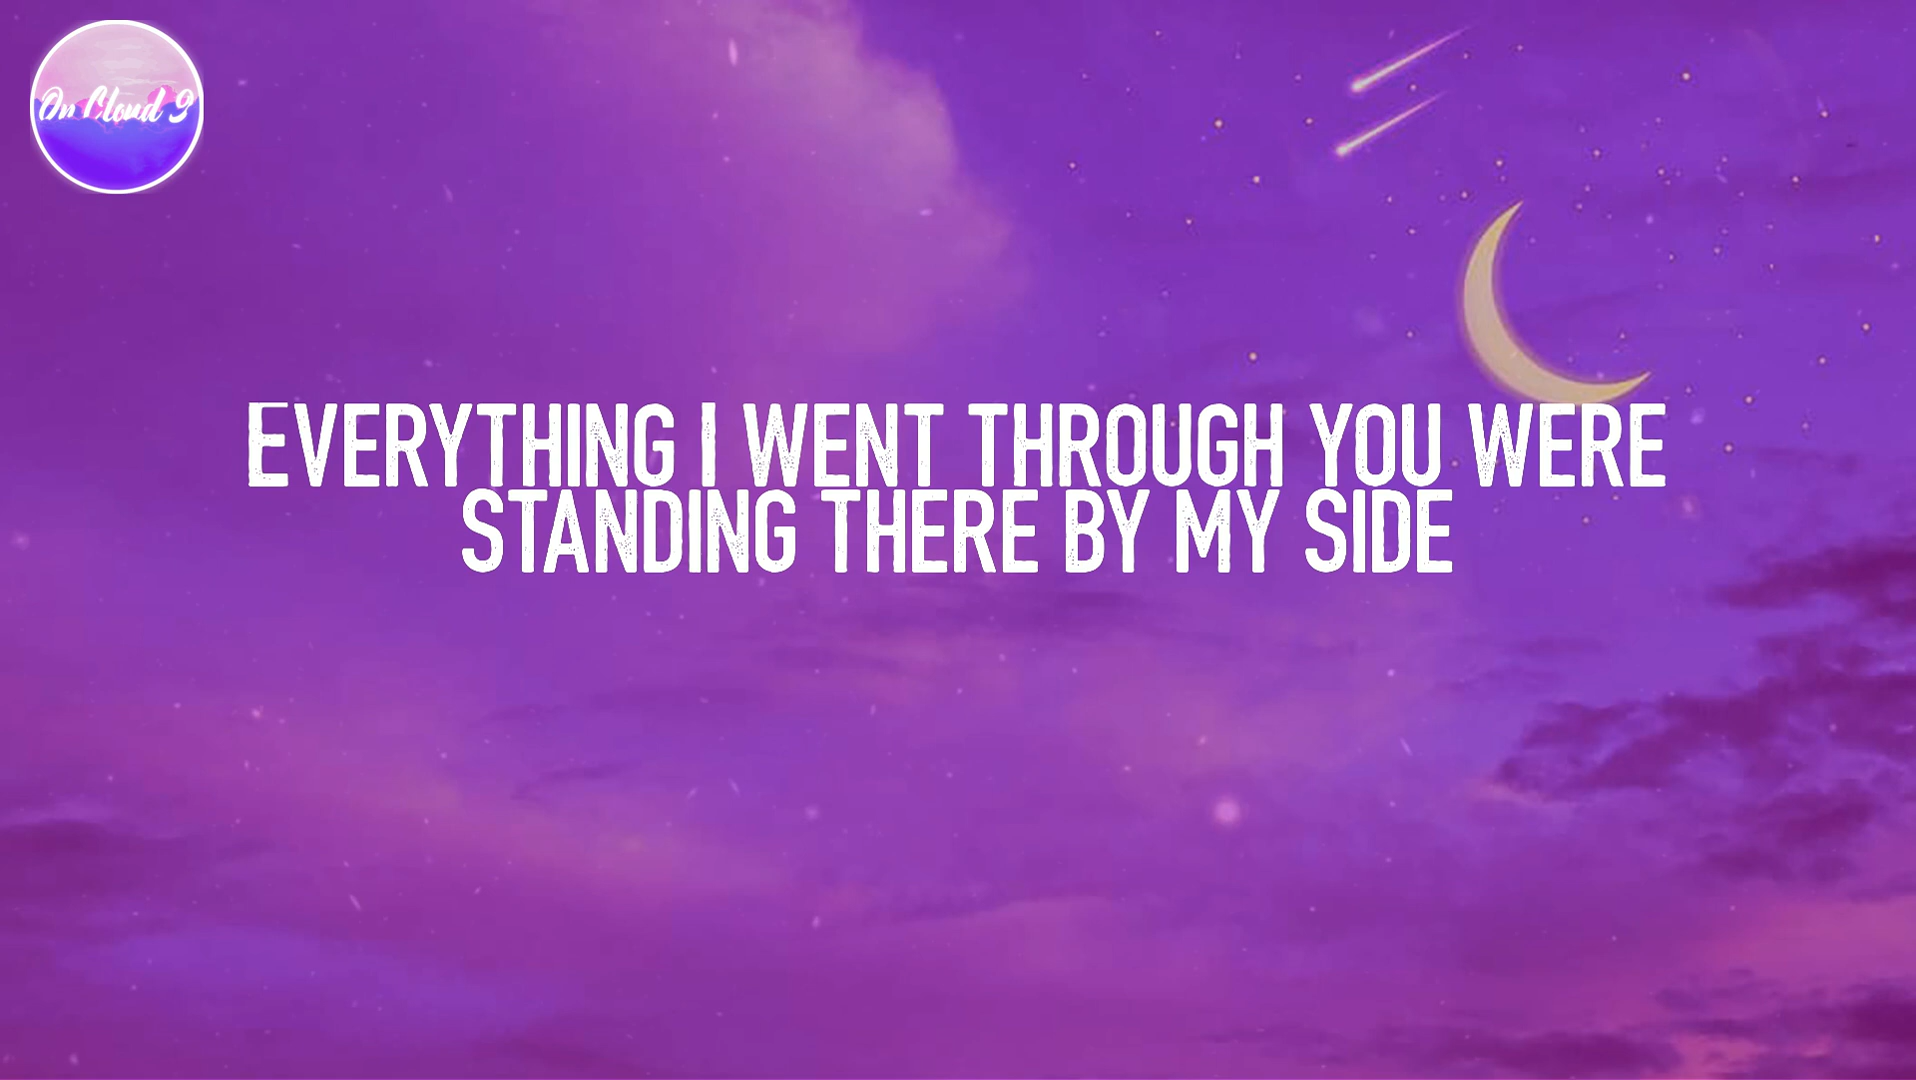 On Cloud 9
EVERYTHING I WENT THROUGH YOU WERE
STANDING THERE BY MY SIDE